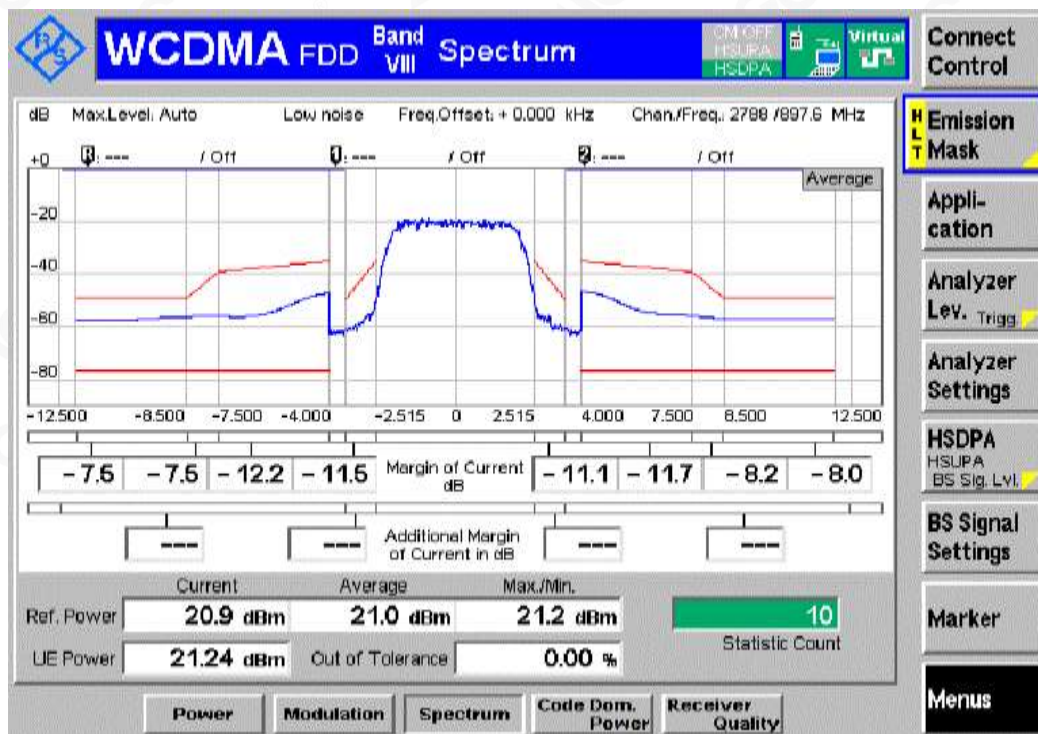 R S
WCDMA FDD Band VIII Spectrum
CM OFF
HSUPA
HSDPA
Virtual
Connect
Control
dB Max.Level: Auto Low noise Freq.Offset: + 0.000 kHz Chan./Freq.: 2788 /897.6 MHz
H
L
T
Emission
Mask
+0 R: --- / Off 1: --- / Off 2: --- / Off
Average
-20
-40
-60
-80
Appli-
cation
Analyzer
Lev. Trigg.
Analyzer
Settings
-12.500 -8.500 -7.500 -4.000 -2.515 0 2.515 4.000 7.500 8.500 12.500
HSDPA
HSUPA
BS Sig. Lvl.
-7.5 -7.5 -12.2 -11.5 Margin of Current -11.1 -11.7 -8.2 -8.0
dB
BS Signal
Settings
--- --- Additional Margin --- ---
of Current in dB
Current Average Max./Min.
Ref. Power 20.9 dBm 21.0 dBm 21.2 dBm 10
Statistic Count
Marker
UE Power 21.24 dBm Out of Tolerance 0.00 %
Power Modulation Spectrum Code Dom. Power Receiver Quality
Menus